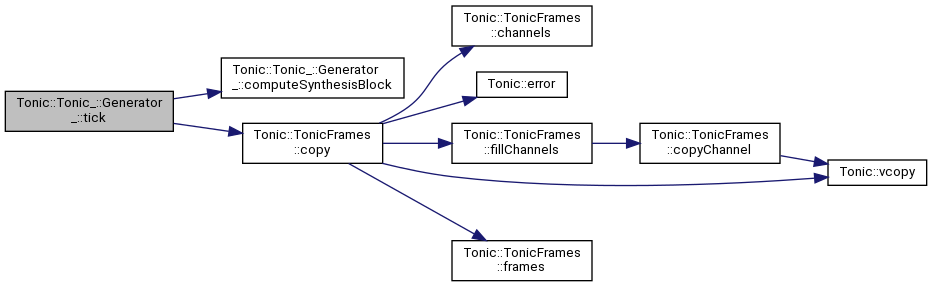 Tonic::Tonic_::Generator
_::tick
Tonic::Tonic_::Generator
_::computeSynthesisBlock
Tonic::TonicFrames
::copy
Tonic::TonicFrames
::channels
Tonic::error
Tonic::TonicFrames
::fillChannels
Tonic::TonicFrames
::copyChannel
Tonic::vcopy
Tonic::TonicFrames
::frames